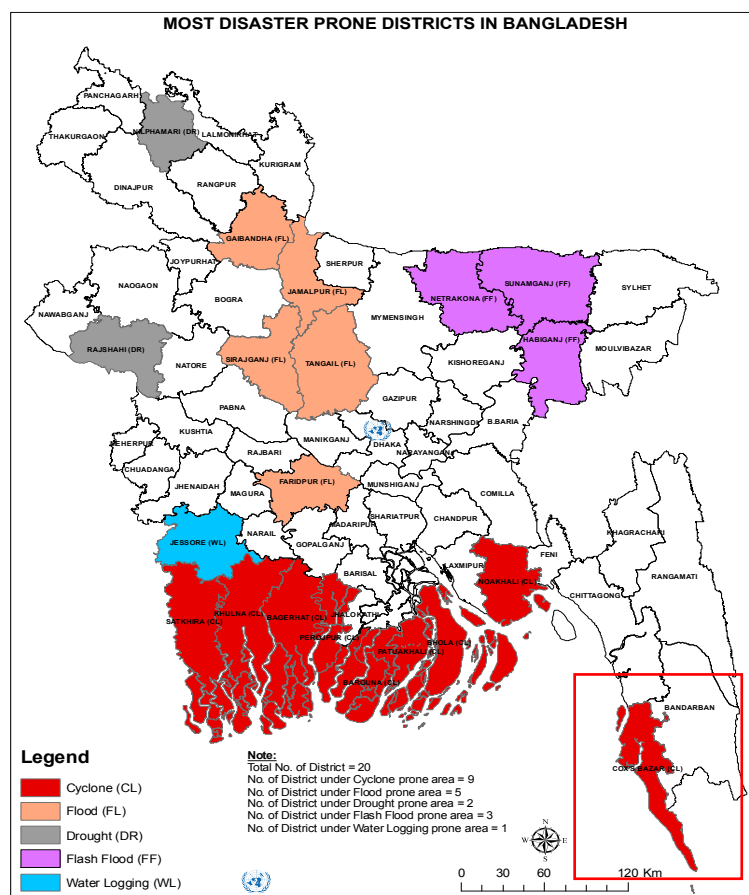 MOST DISASTER PRONE DISTRICTS IN BANGLADESH
PANCHAGARH
THAKURGAON
NILPHAMARI (DR)
LALMONIRHAT
KURIGRAM
DINAJPUR
RANGPUR
GAIBANDHA (FL)
JOYPURHAT
SHERPUR
NAOGAON
JAMALPUR (FL)
BOGRA
NETRAKONA (FF)
SUNAMGANJ (FF)
SYLHET
NAWABGANJ
MYMENSINGH
RAJSHAHI (DR)
NATORE
SIRAJGANJ (FL)
TANGAIL (FL)
KISHOREGANJ
HABIGANJ (FF)
MOULVIBAZAR
PABNA
GAZIPUR
NARSHINGDI
B.BARIA
KUSHTIA
MANIKGANJ
DHAKA
NARAYANGANJ
MEHERPUR
CHUADANGA
RAJBARI
JHENAIDAH
MAGURA
FARIDPUR (FL)
MUNSHIGANJ
COMILLA
SHARIATPUR
CHANDPUR
MADARIPUR
JESSORE (WL)
NARAIL
GOPALGANJ
KHAGRACHARI
FENI
LAXMIPUR
BARISAL
NOAKHALI (CL)
CHITTAGONG
RANGAMATI
SATKHIRA (CL)
KHULNA (CL)
BAGERHAT (CL)
JHALOKATHI
PEROJPUR (CL)
PATUAKHALI (CL)
BHOLA (CL)
BARGUNA (CL)
BANDARBAN
COX'S BAZAR (CL)
Legend
Cyclone (CL)
Flood (FL)
Drought (DR)
Flash Flood (FF)
Water Logging (WL)
Note:
Total No. of District = 20
No. of District under Cyclone prone area = 9
No. of District under Flood prone area = 5
No. of District under Drought prone area = 2
No. of District under Flash Flood prone area = 3
No. of District under Water Logging prone area = 1
N
W E
S
0 30 60 120 Km